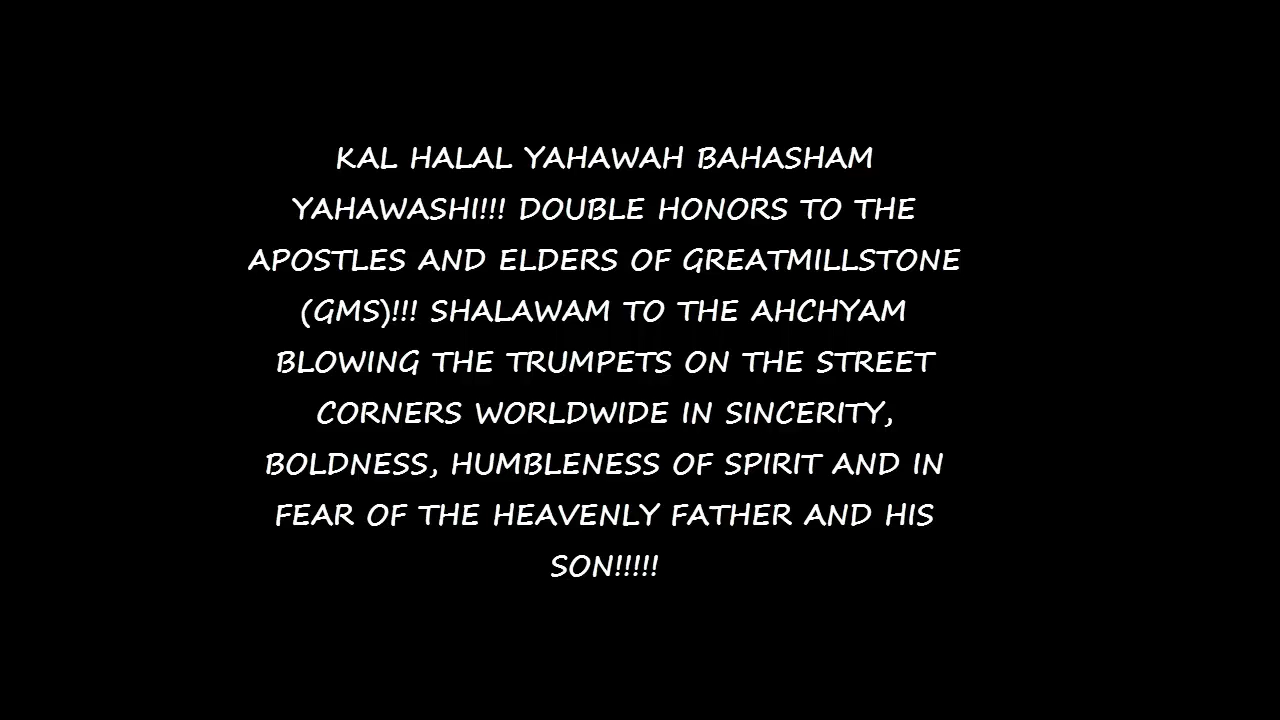 KAL HALAL YAHAWAH BAHASHAM
YAHAWASHI!!! DOUBLE HONORS TO THE
APOSTLES AND ELDERS OF GREATMILLSTONE
(GMS)!!! SHALAWAM TO THE AHCHYAM
BLOWING THE TRUMPETS ON THE STREET
CORNERS WORLDWIDE IN SINCERITY,
BOLDNESS, HUMBLENESS OF SPIRIT AND IN
FEAR OF THE HEAVENLY FATHER AND HIS
SON!!!!!